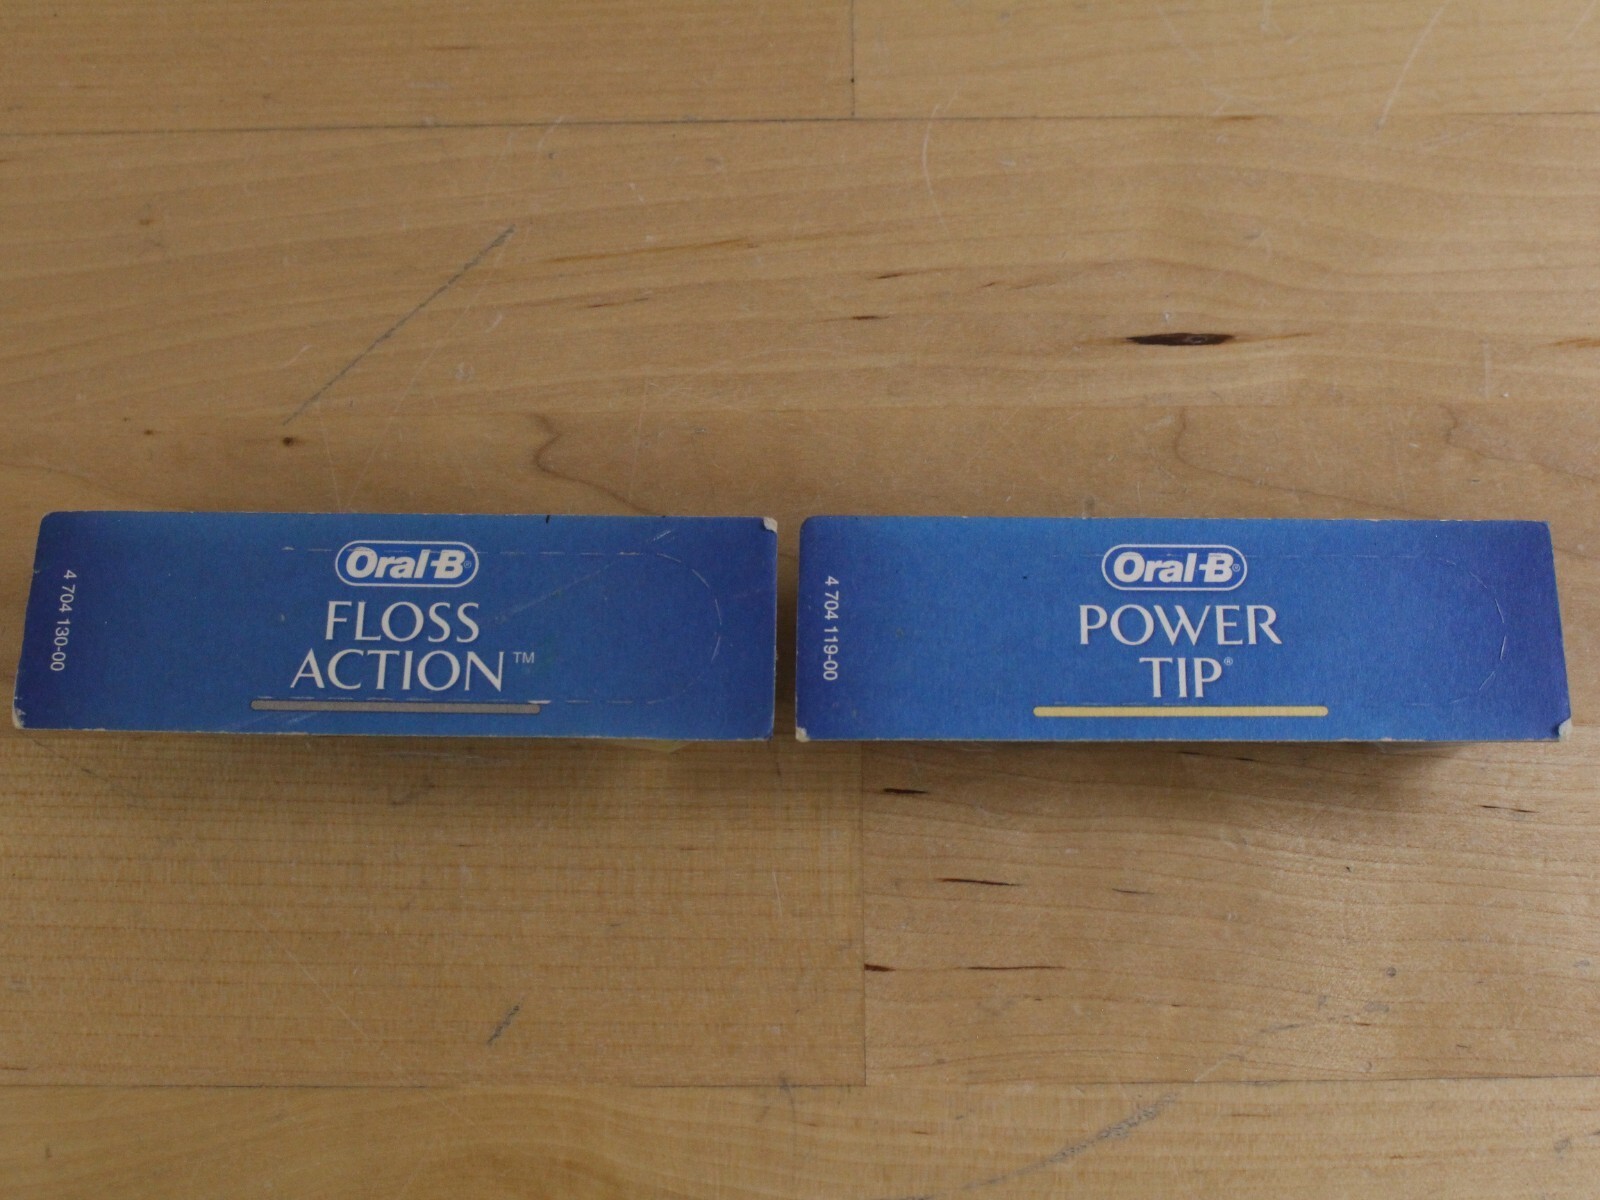 Oral-B®
FLOSS
ACTION™
4 704 130-00
Oral-B®
POWER
TIP®
4 704 119-00